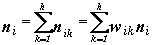 n_i = \sum_{k=1}^{k} n_{ik} = \sum_{k=1}^{k} w_{ik} n_i